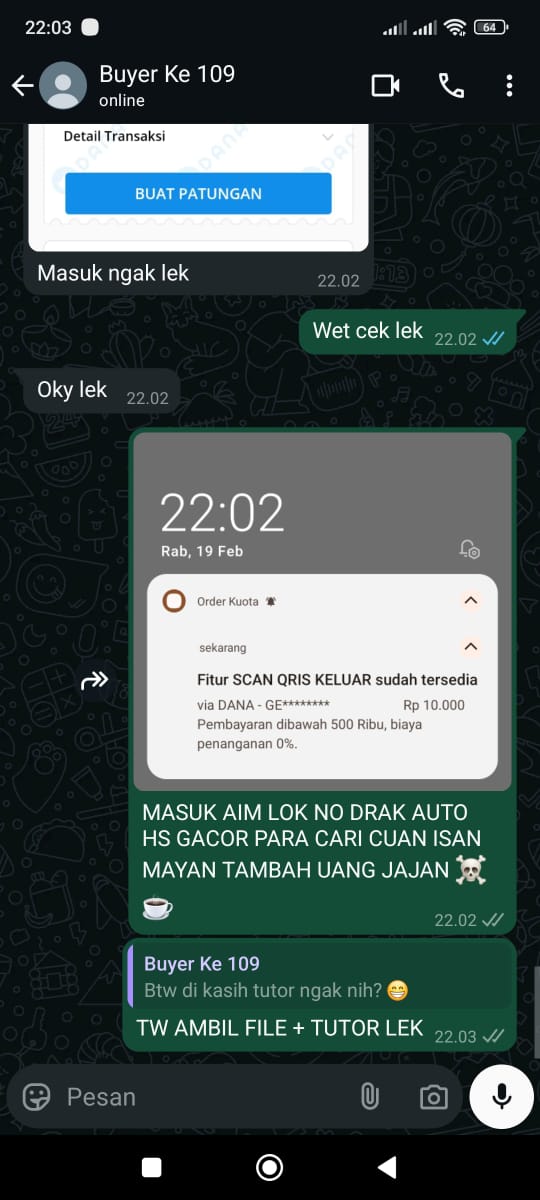 22:03
64
Buyer Ke 109
online
Detail Transaksi
BUAT PATUNGAN
Masuk ngak lek
22.02
Wet cek lek
22.02
Oky lek
22.02
22:02
Rab, 19 Feb
Order Kuota
sekarang
Fitur SCAN QRIS KELUAR sudah tersedia
via DANA - GE******** Rp 10.000
Pembayaran dibawah 500 Ribu, biaya
penanganan 0%.
MASUK AIM LOK NO DRAK AUTO
HS GACOR PARA CARI CUAN ISAN
MAYAN TAMBAH UANG JAJAN ☠️
☕
22.02
Buyer Ke 109
Btw di kasih tutor ngak nih? 😁
TW AMBIL FILE + TUTOR LEK
22.03
Pesan